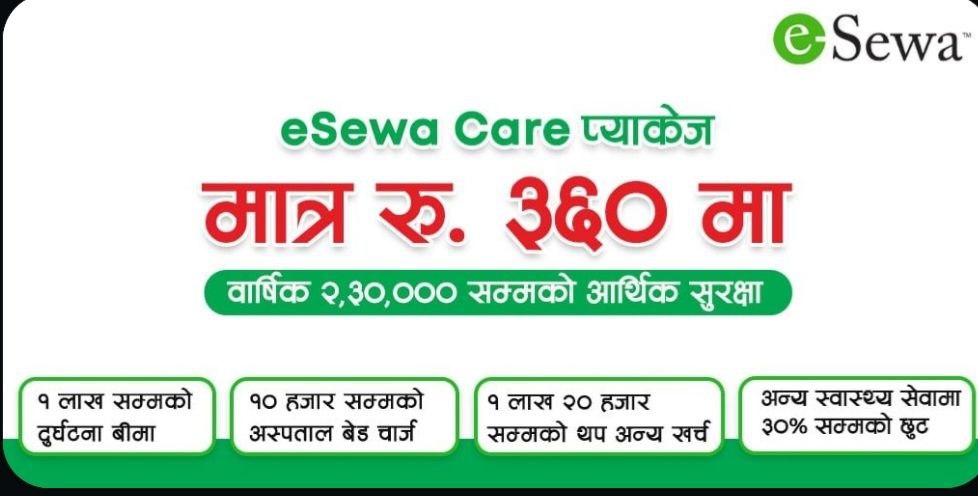 e-Sewa™
eSewa Care प्याकेज
मात्र रु. ३६० मा
वार्षिक २,३०,००० सम्मको आर्थिक सुरक्षा
१ लाख सम्मको
दुर्घटना बीमा
१० हजार सम्मको
अस्पताल बेड चार्ज
१ लाख २० हजार
सम्मको थप अन्य खर्च
अन्य स्वास्थ्य सेवामा
३०% सम्मको छुट